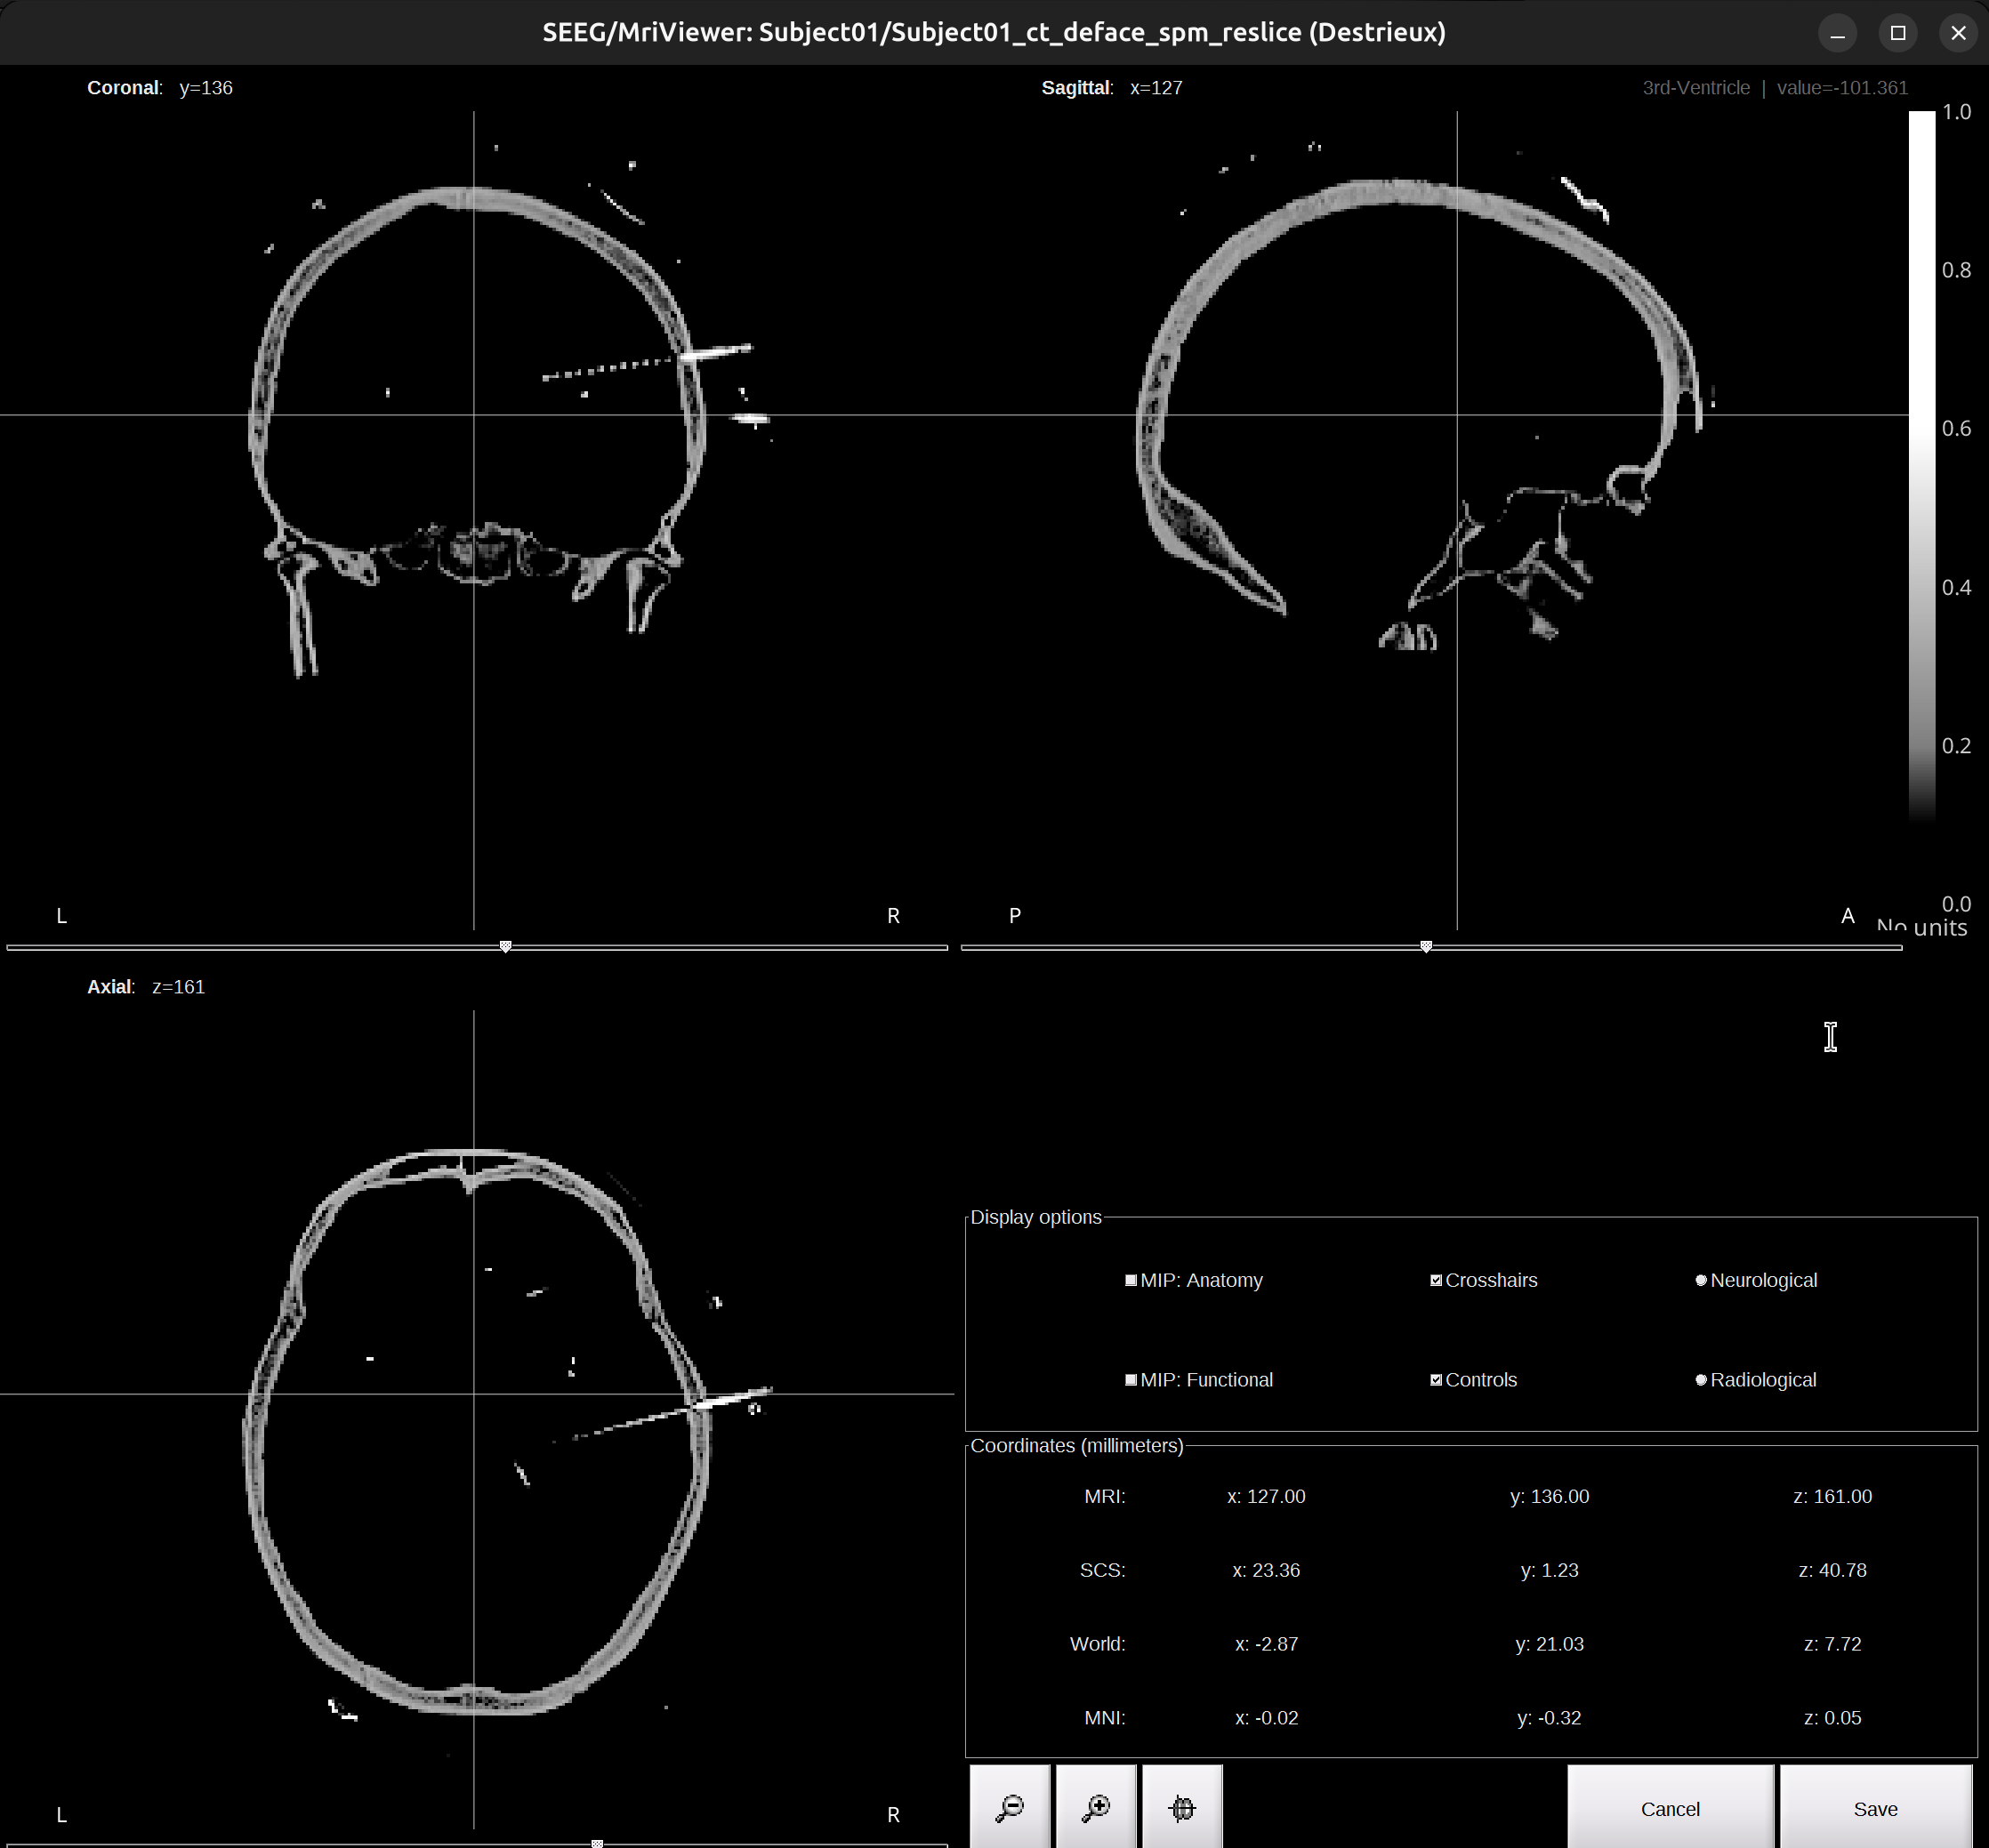 SEEG/MriViewer: Subject01/Subject01_ct_deface_spm_reslice (Destrieux)
Coronal: y=136
Sagittal: x=127
3rd-Ventricle | value=-101.361
1.0
0.8
0.6
0.4
0.2
0.0
No units
L
R
P
A
Axial: z=161
L
R
Display options
MIP: Anatomy
Crosshairs
Neurological
MIP: Functional
Controls
Radiological
Coordinates (millimeters)
MRI: x: 127.00 y: 136.00 z: 161.00
SCS: x: 23.36 y: 1.23 z: 40.78
World: x: -2.87 y: 21.03 z: 7.72
MNI: x: -0.02 y: -0.32 z: 0.05
Cancel
Save